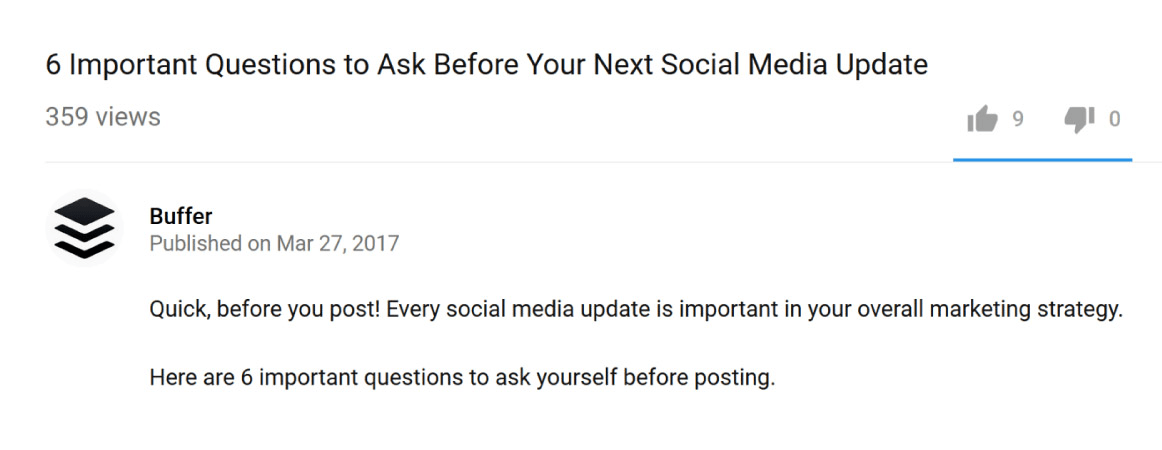 6 Important Questions to Ask Before Your Next Social Media Update
359 views
9 0
Buffer
Published on Mar 27, 2017
Quick, before you post! Every social media update is important in your overall marketing strategy.
Here are 6 important questions to ask yourself before posting.